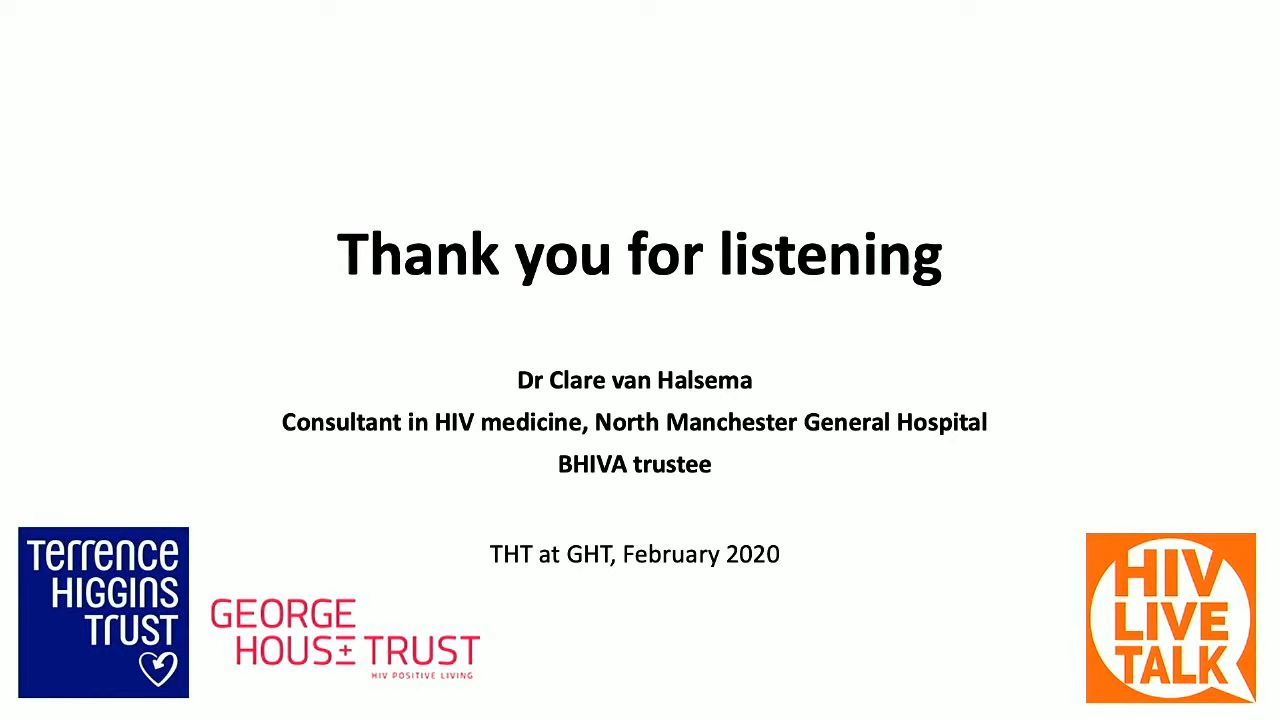 Thank you for listening
Dr Clare van Halsema
Consultant in HIV medicine, North Manchester General Hospital
BHIVA trustee
THT at GHT, February 2020
Terrence
HIGGINS
TRUST
GEORGE
HOUSE TRUST
HIV POSITIVE LIVING
HIV
LIVE
TALK